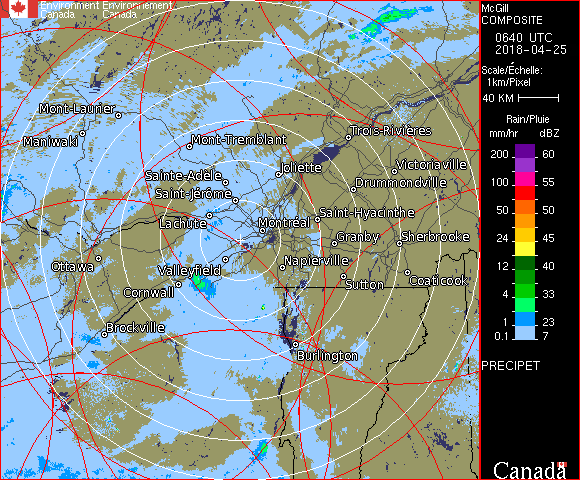 Environment Environnement
Canada Canada
McGill
COMPOSITE
0640 UTC
2018-04-25
Scale/Échelle:
1km/Pixel
40 KM
Rain/Pluie
mm/hr dBZ
200 60
100 55
50 50
24 45
12 40
4 33
1 23
0.1 7
PRECIPET
Canada
Mont-Laurier
Maniwaki
Mont-Tremblant
Trois-Rivières
Joliette
Victoriaville
Sainte-Adèle
Drummondville
Saint-Jérôme
Saint-Hyacinthe
Lachute
Montréal
Granby
Sherbrooke
Ottawa
Valleyfield
Napierville
Sutton
Coaticook
Cornwall
Brockville
Burlington